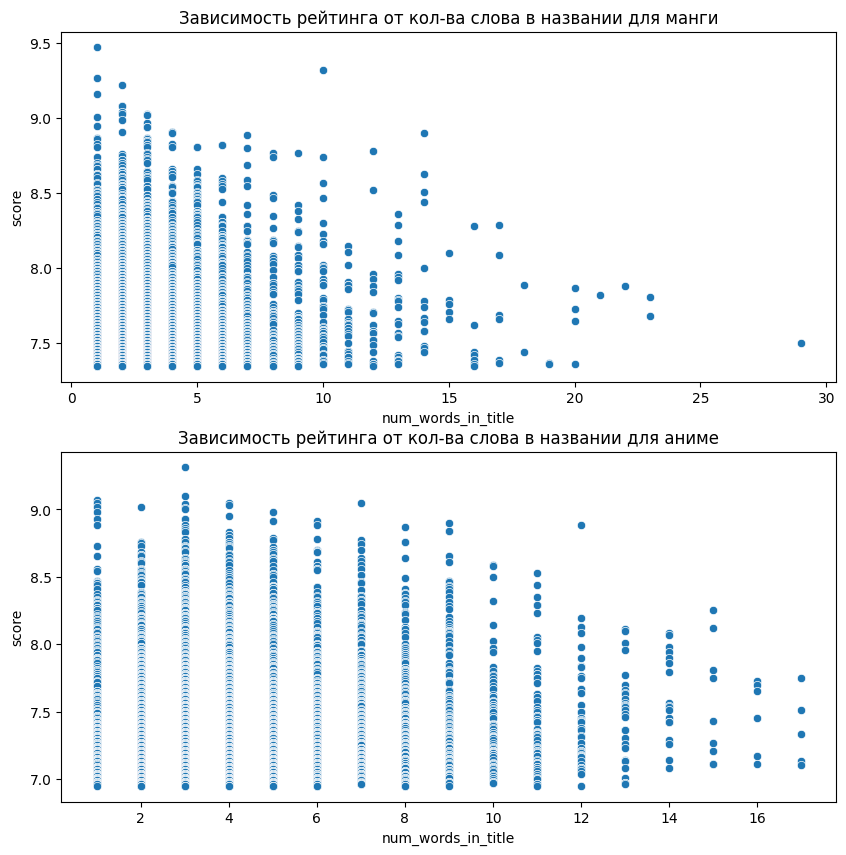 Зависимость рейтинга от кол-ва слова в названии для манги
9.5
9.0
8.5
8.0
7.5
score
0 5 10 15 20 25 30
num_words_in_title
Зависимость рейтинга от кол-ва слова в названии для аниме
9.0
8.5
8.0
7.5
7.0
score
2 4 6 8 10 12 14 16
num_words_in_title